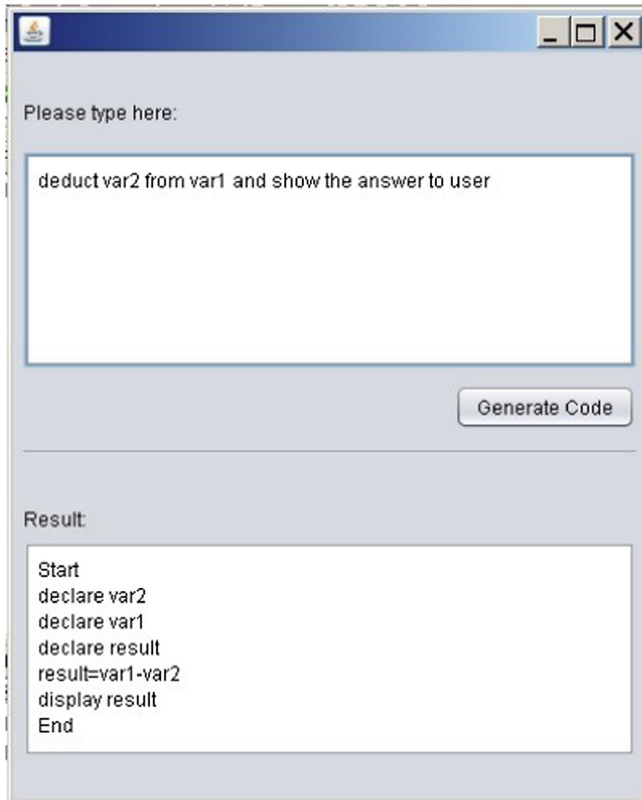 Please type here:
deduct var2 from var1 and show the answer to user
Generate Code
Result:
Start
declare var2
declare var1
declare result
result=var1-var2
display result
End